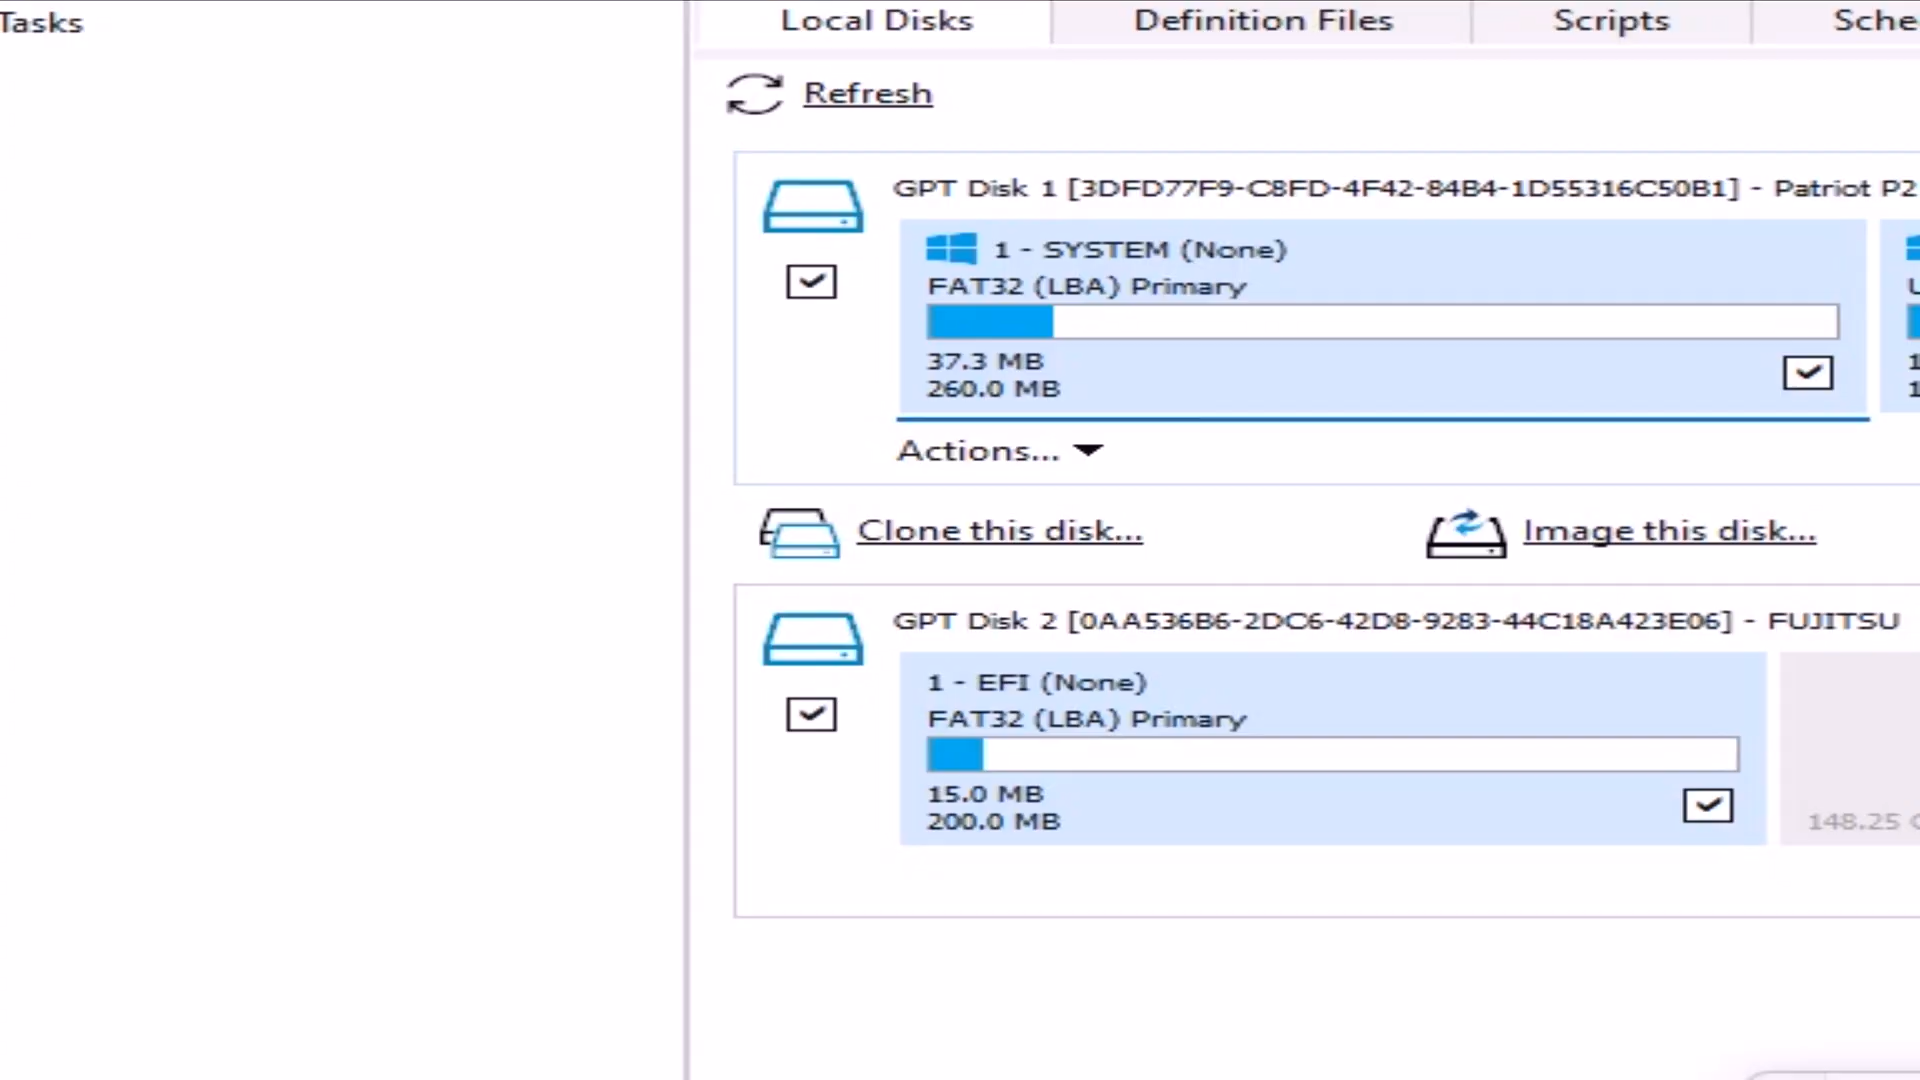 Tasks
Local Disks
Definition Files
Scripts
Sche
Refresh
GPT Disk 1 [3DFD77F9-C8FD-4F42-84B4-1D55316C50B1] - Patriot P2
1 - SYSTEM (None)
FAT32 (LBA) Primary
37.3 MB
260.0 MB
Actions...
Clone this disk...
Image this disk...
GPT Disk 2 [0AA536B6-2DC6-42D8-9283-44C18A423E06] - FUJITSU
1 - EFI (None)
FAT32 (LBA) Primary
15.0 MB
200.0 MB
148.25